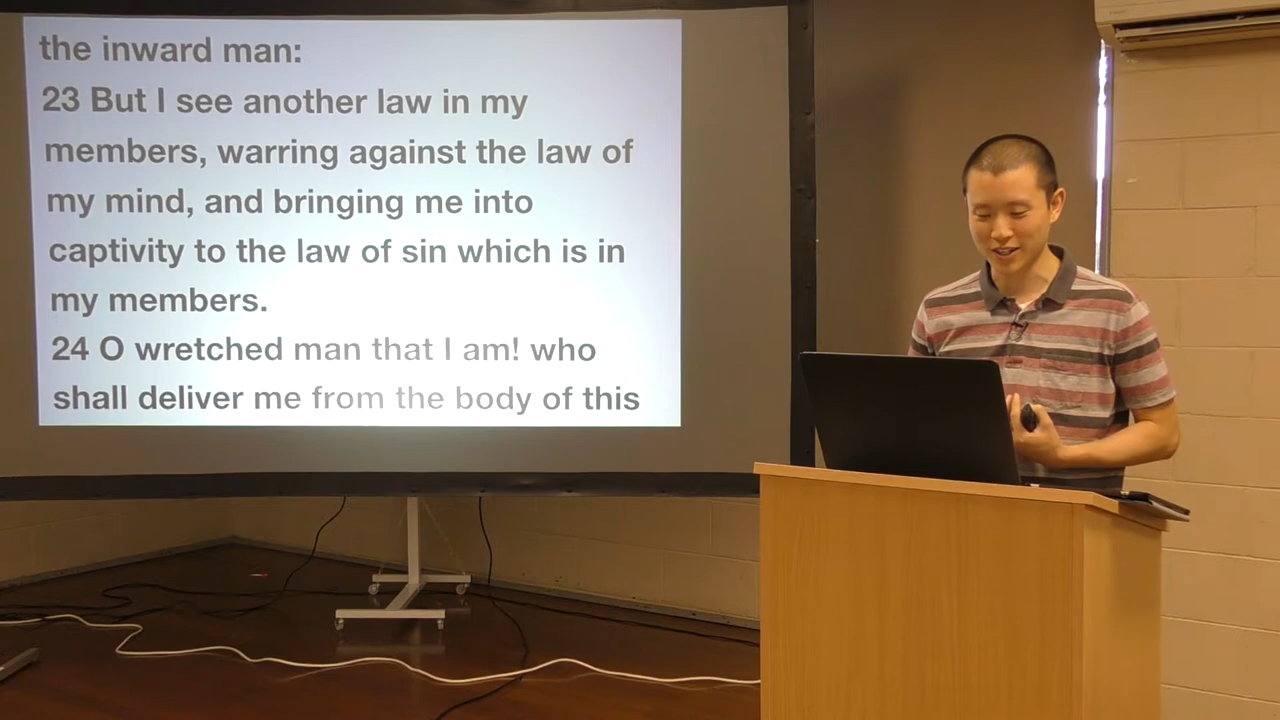 the inward man:
23 But I see another law in my
members, warring against the law of
my mind, and bringing me into
captivity to the law of sin which is in
my members.
24 O wretched man that I am! who
shall deliver me from the body of this